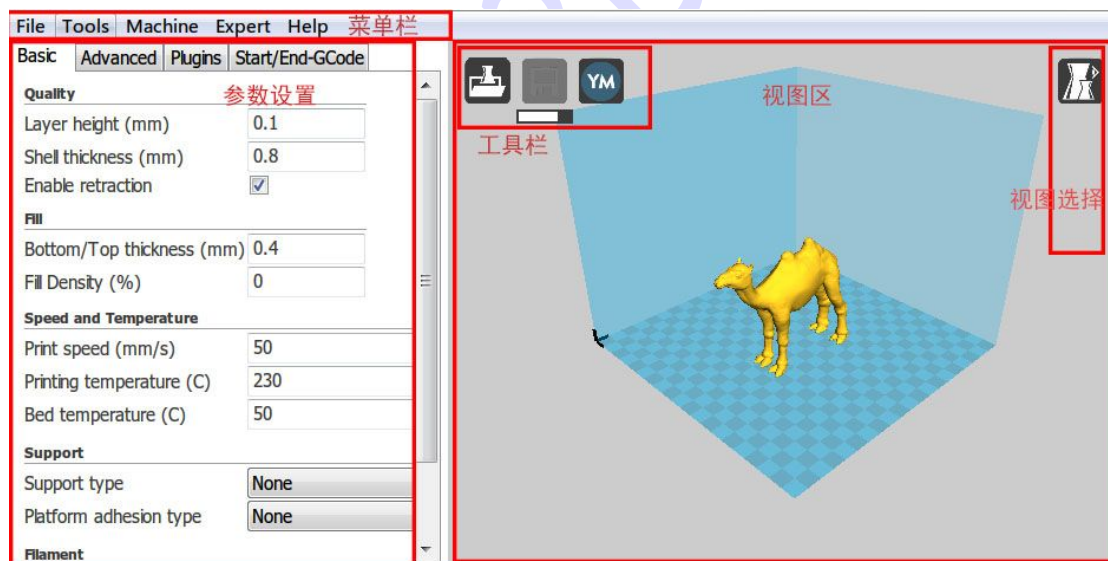 File Tools Machine Expert Help 菜单栏
Basic Advanced Plugins Start/End-GCode
Quality 参数设置
Layer height (mm) 0.1
Shell thickness (mm) 0.8
Enable retraction
Fill
Bottom/Top thickness (mm) 0.4
Fill Density (%) 0
Speed and Temperature
Print speed (mm/s) 50
Printing temperature (C) 230
Bed temperature (C) 50
Support
Support type None
Platform adhesion type None
Filament
YM
工具栏
视图区
视图选择